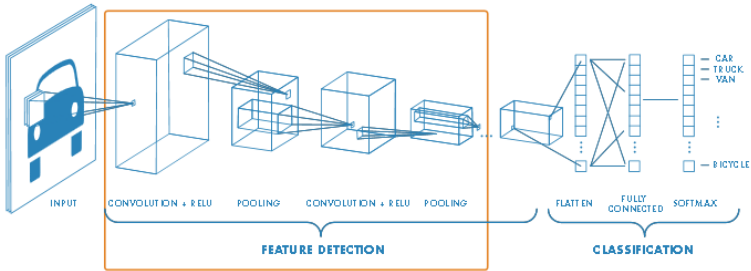 CAR
TRUCK
VAN
BICYCLE
INPUT CONVOLUTION + RELU POOLING CONVOLUTION + RELU POOLING FLATTEN FULLY CONNECTED SOFTMAX
FEATURE DETECTION CLASSIFICATION